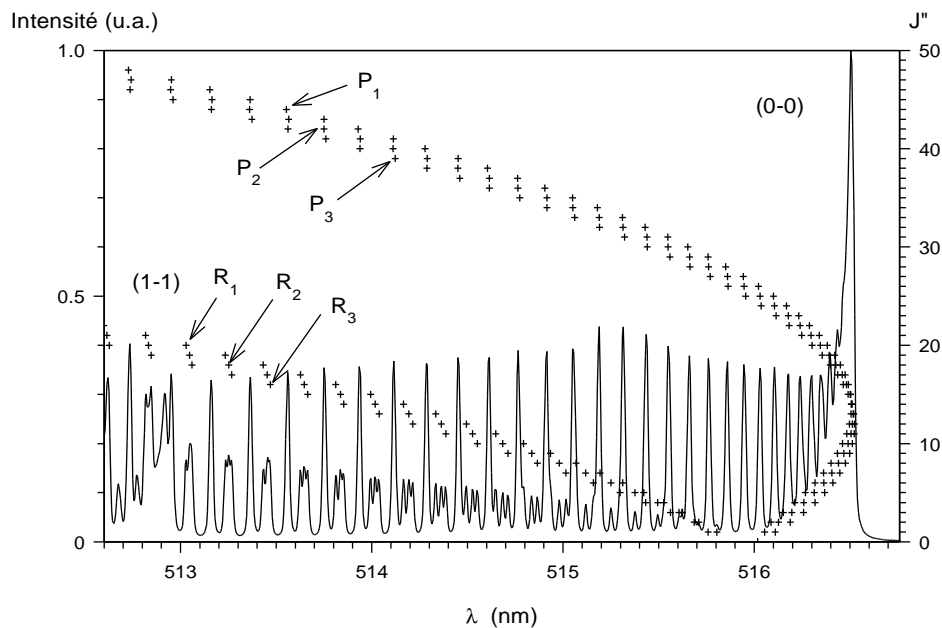 Intensité (u.a.)
J"
1.0
50
P₁
(0-0)
40
P₂
P₃
30
(1-1)
R₁
R₂
R₃
0.5
20
10
0
0
513
514
515
516
λ (nm)